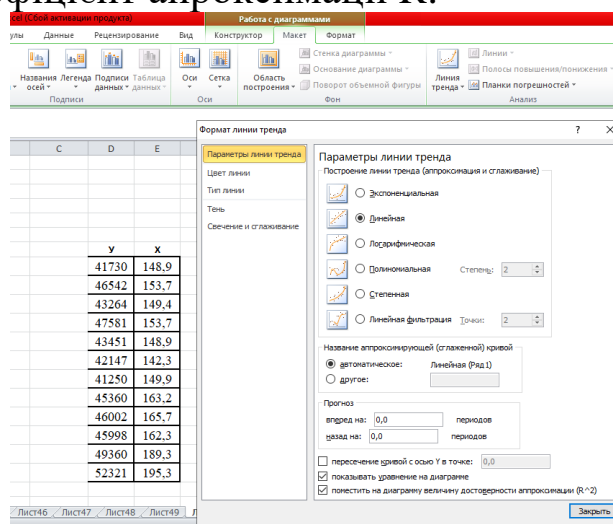 фіцієнт апроксимації R.
cel (Сбой активации продукта)
Работа с диаграммами
улы Данные Рецензирование Вид Конструктор Макет Формат
Названия осей Легенда Подписи данных Таблица данных
Подписи
Оси Сетка
Оси
Область построения
Стенка диаграммы
Основание диаграммы
Поворот объемной фигуры
Фон
Линия тренда
Линии
Полосы повышения/понижения
Планки погрешностей
Анализ
C D E
У Х
41730 148,9
46542 153,7
43264 149,4
47581 153,7
43451 148,9
42147 142,3
41250 149,9
45360 163,2
46002 165,7
45998 162,3
49360 189,3
52321 195,3
Лист46 Лист47 Лист48 Лист49 Л
Формат линии тренда ? X
Параметры линии тренда
Цвет линии
Тип линии
Тень
Свечение и сглаживание
Параметры линии тренда
Построение линии тренда (аппроксимация и сглаживание)
Экспоненциальная
Линейная
Логарифмическая
Полиномиальная Степень: 2
Степенная
Линейная фильтрация Точки: 2
Название аппроксимирующей (сглаженной) кривой
автоматическое: Линейная (Ряд1)
другое:
Прогноз
вперед на: 0,0 периодов
назад на: 0,0 периодов
пересечение кривой с осью Y в точке: 0,0
показывать уравнение на диаграмме
поместить на диаграмму величину достоверности аппроксимации (R^2)
Закрыть